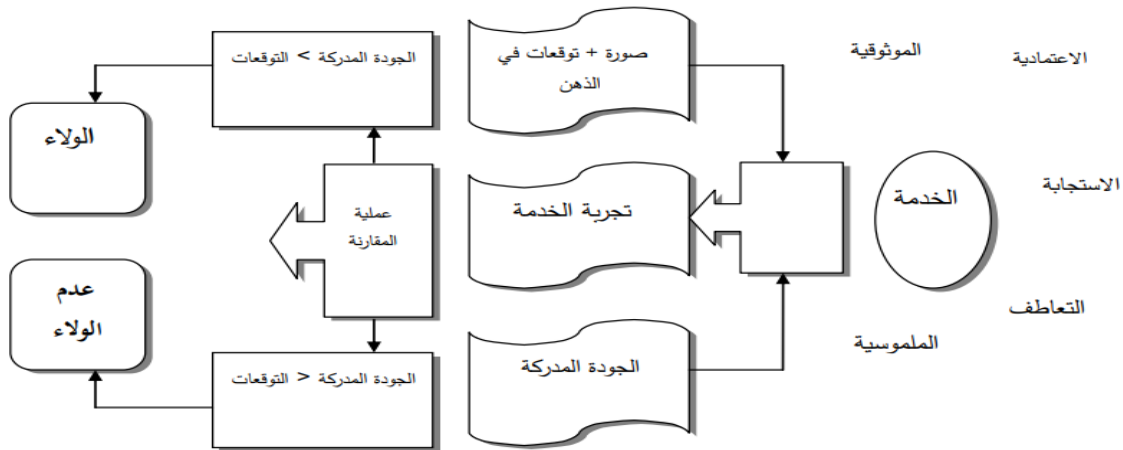 الاعتمادية
الموثوقية
الاستجابة
الخدمة
التعاطف
الملموسية
صورة + توقعات في
الذهن
تجربة الخدمة
الجودة المدركة
الجودة المدركة > التوقعات
عملية
المقارنة
الجودة المدركة < التوقعات
الولاء
عدم
الولاء